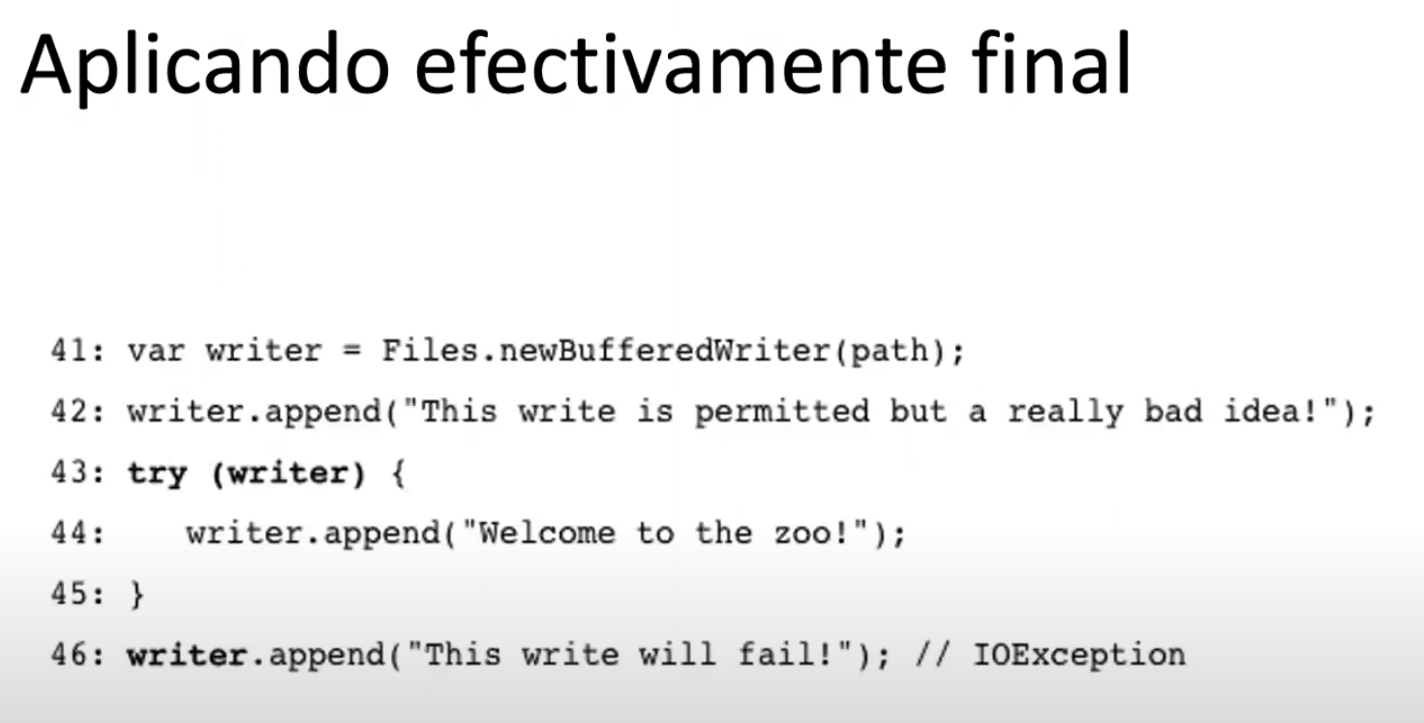 Aplicando efectivamente final
41: var writer = Files.newBufferedWriter(path);
42: writer.append("This write is permitted but a really bad idea!");
43: try (writer) {
44:    writer.append("Welcome to the zoo!");
45: }
46: writer.append("This write will fail!"); // IOException